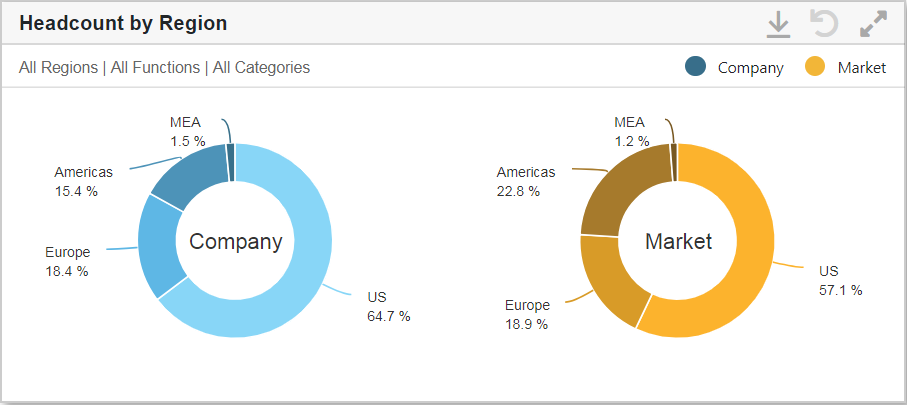 Headcount by Region
All Regions | All Functions | All Categories
Company
Market
MEA
1.5 %
Americas
15.4 %
Europe
18.4 %
Company
US
64.7 %
MEA
1.2 %
Americas
22.8 %
Market
Europe
18.9 %
US
57.1 %